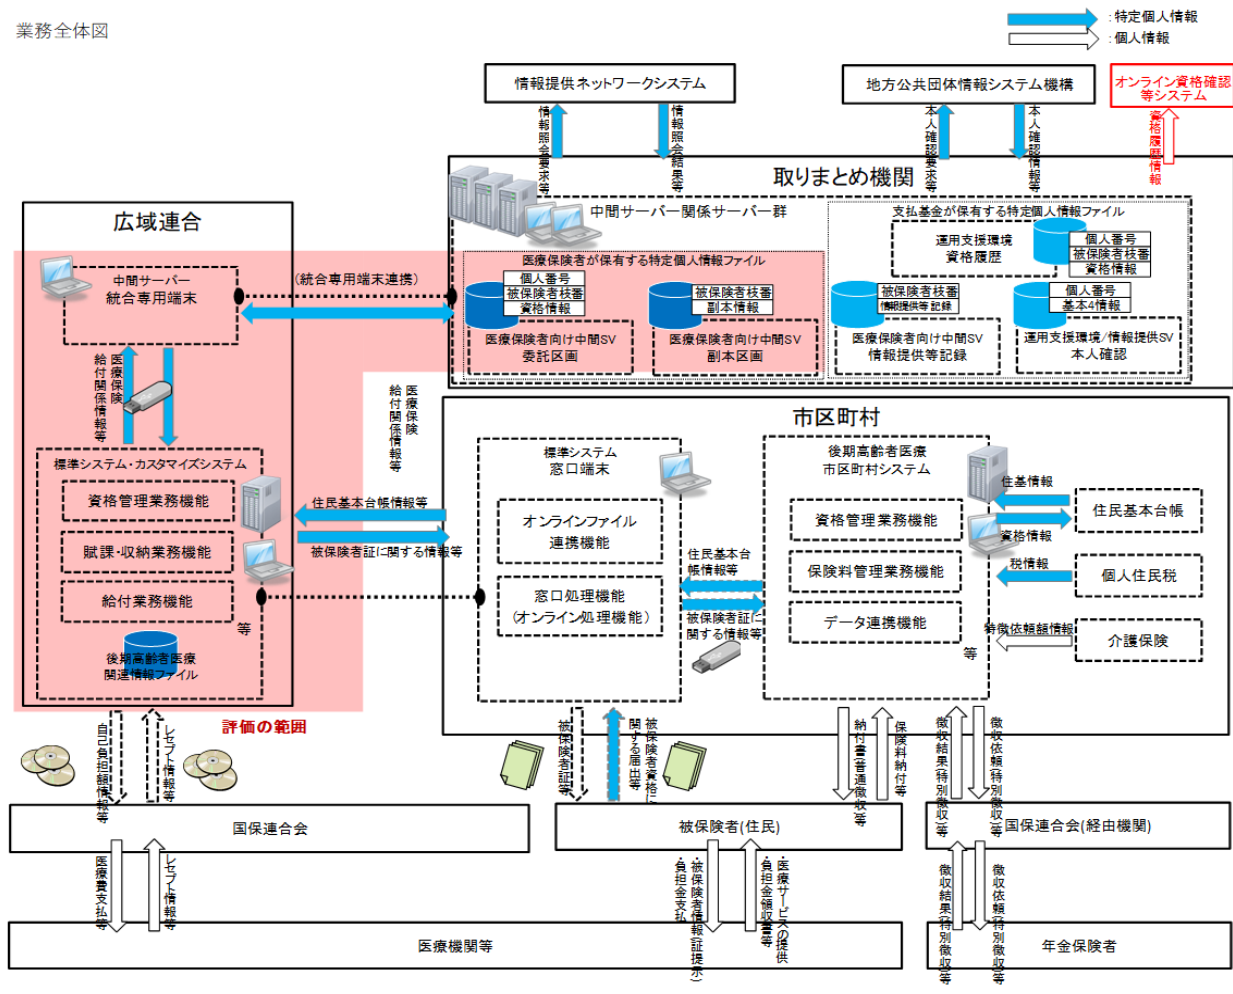 業務全体図
：特定個人情報
：個人情報
情報提供ネットワークシステム
地方公共団体情報システム機構
オンライン資格確認
等システム
情報照会要求等
情報照会結果等
本人確認要求等
本人確認情報等
資格履歴情報
取りまとめ機関
中間サーバー関係サーバー群
医療保険者が保有する特定個人情報ファイル
個人番号
被保険者枝番
資格情報
被保険者枝番
副本情報
医療保険者向け中間SV
委託区画
医療保険者向け中間SV
副本区画
支払基金が保有する特定個人情報ファイル
運用支援環境
資格履歴
個人番号
被保険者枝番
資格情報
被保険者枝番
情報提供等記録
個人番号
基本4情報
医療保険者向け中間SV
情報提供等記録
運用支援環境/情報提供SV
本人確認
広域連合
中間サーバー
統合専用端末
（統合専用端末連携）
医療保険
給付関係情報等
医療保険
給付関係情報等
標準システム・カスタマイズシステム
資格管理業務機能
賦課・収納業務機能
給付業務機能
等
後期高齢者医療
関連情報ファイル
評価の範囲
住民基本台帳情報等
被保険者証に関する情報等
市区町村
標準システム
窓口端末
オンラインファイル
連携機能
窓口処理機能
（オンライン処理機能）
住民基本台
帳情報等
被保険者証に
関する情報等
後期高齢者医療
市区町村システム
資格管理業務機能
保険料管理業務機能
データ連携機能
等
住基情報
資格情報
税情報
特徴依頼額情報
住民基本台帳
個人住民税
介護保険
自己負担額情報等
レセプト情報等
被保険者証等
被保険者資格に
関する届出等
納付書(普通徴収)等
保険料納付等
徴収結果(特別徴収)等
徴収依頼(特別徴収)等
国保連合会
被保険者(住民)
国保連合会(経由機関)
医療費支払等
レセプト情報等
・被保険者情報(証提示)
・負担金支払
・医療サービスの提供
・負担金領収書等
徴収結果(特別徴収)等
徴収依頼(特別徴収)等
医療機関等
年金保険者